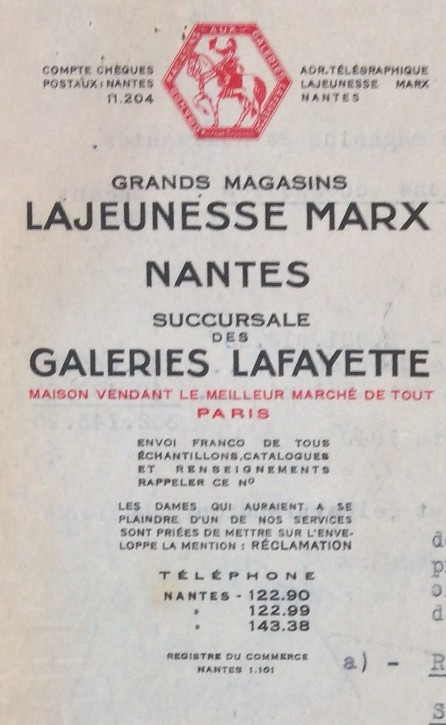 AUX GALERIES
COMPTE CHÈQUES
POSTAUX : NANTES
11.204
ADR. TÉLÉGRAPHIQUE
LAJEUNESSE MARX
NANTES
GRANDS MAGASINS
LAJEUNESSE MARX
NANTES
SUCCURSALE
DES
GALERIES LAFAYETTE
MAISON VENDANT LE MEILLEUR MARCHÉ DE TOUT
PARIS
ENVOI FRANCO DE TOUS
ÉCHANTILLONS, CATALOGUES
ET RENSEIGNEMENTS
RAPPELER CE Nº
LES DAMES QUI AURAIENT A SE
PLAINDRE D'UN DE NOS SERVICES
SONT PRIÉES DE METTRE SUR L'ENVE-
LOPPE LA MENTION : RÉCLAMATION
TÉLÉPHONE
NANTES - 122.90
» 122.99
» 143.38
REGISTRE DU COMMERCE
NANTES 1.101
a) - R
S